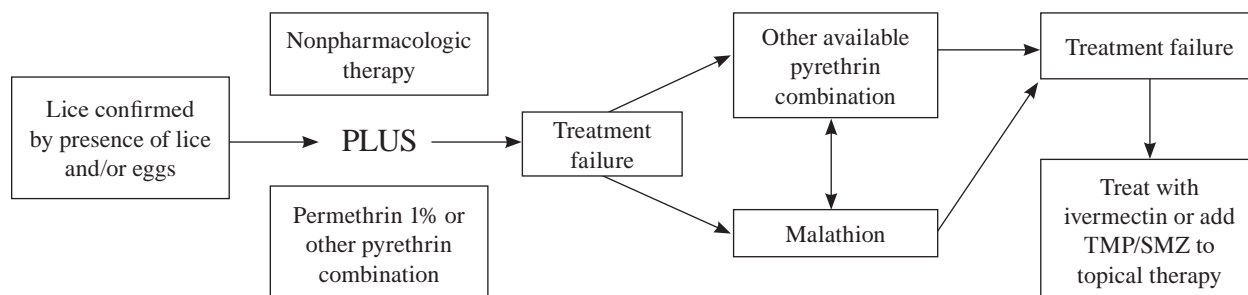 Lice confirmed
by presence of lice
and/or eggs
Nonpharmacologic
therapy
PLUS
Permethrin 1% or
other pyrethrin
combination
Treatment
failure
Other available
pyrethrin
combination
Malathion
Treatment failure
Treat with
ivermectin or add
TMP/SMZ to
topical therapy